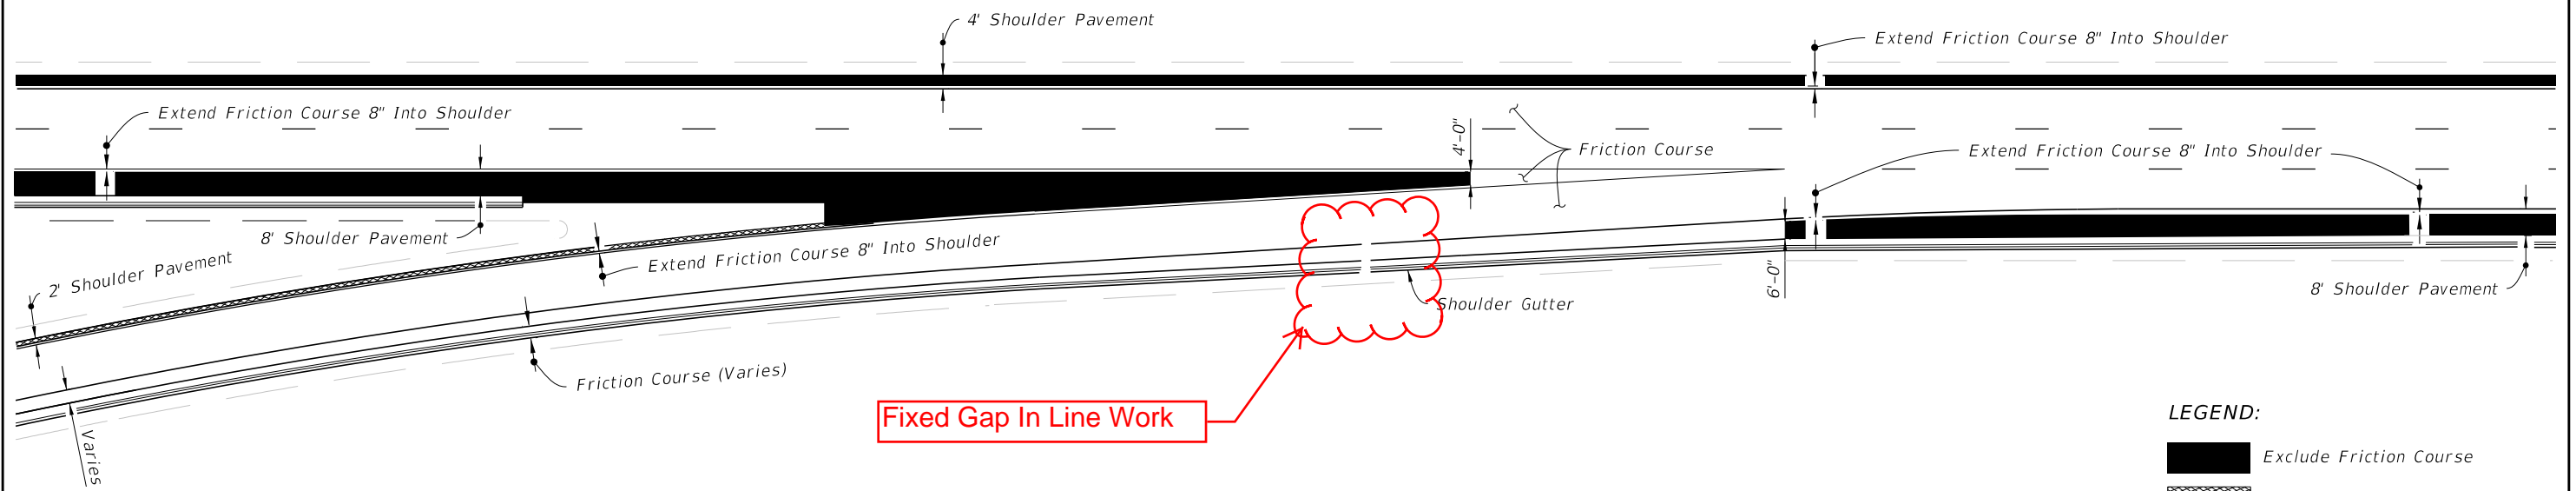 4' Shoulder Pavement
Extend Friction Course 8" Into Shoulder
Extend Friction Course 8" Into Shoulder
4'-0"
Friction Course
Extend Friction Course 8" Into Shoulder
8' Shoulder Pavement
Extend Friction Course 8" Into Shoulder
2' Shoulder Pavement
6'-0"
8' Shoulder Pavement
Shoulder Gutter
Friction Course (Varies)
Fixed Gap In Line Work
Varies
LEGEND:
Exclude Friction Course